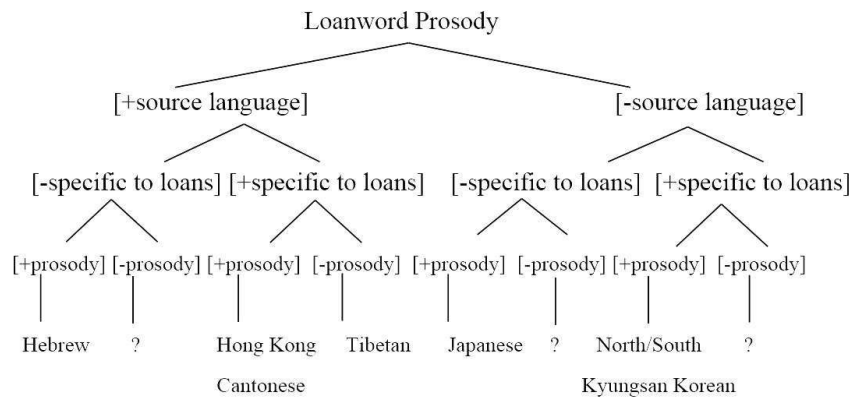 Loanword Prosody
[+source language] [-source language]
[-specific to loans] [+specific to loans] [-specific to loans] [+specific to loans]
[+prosody] [-prosody] [+prosody] [-prosody] [+prosody] [-prosody] [+prosody] [-prosody]
Hebrew ? Hong Kong Tibetan Japanese ? North/South ?
Cantonese Kyungsan Korean